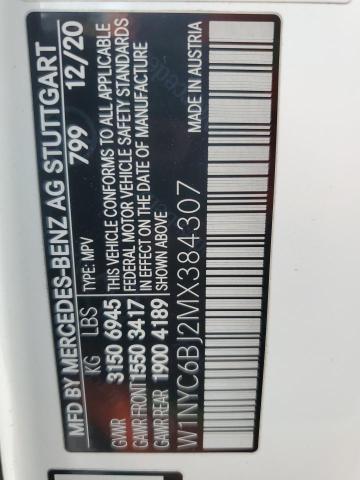 MFD BY MERCEDES-BENZ AG STUTTGART
KG LBS TYPE: MPV 799 12/20
GVWR 3150 6945 THIS VEHICLE CONFORMS TO ALL APPLICABLE
GAWR FRONT 1550 3417 FEDERAL MOTOR VEHICLE SAFETY STANDARDS
GAWR REAR 1900 4189 IN EFFECT ON THE DATE OF MANUFACTURE
SHOWN ABOVE MADE IN AUSTRIA
W1NYC6BJ2MX384307